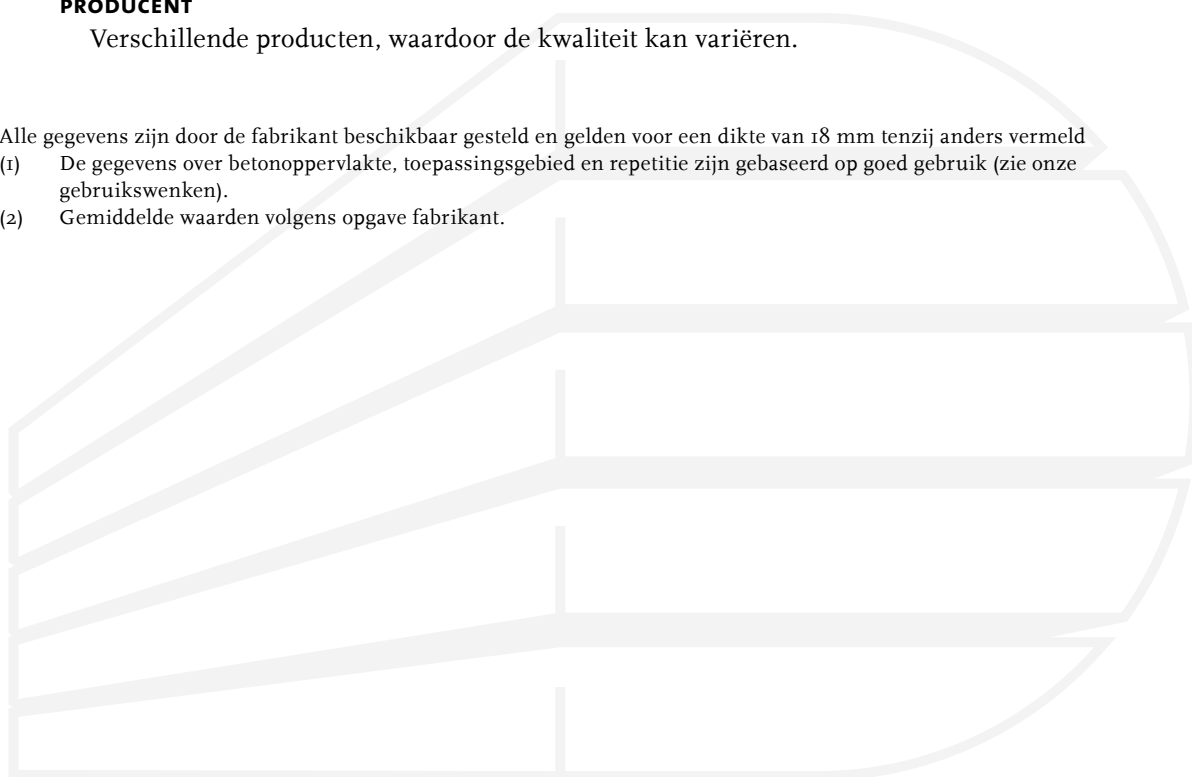 PRODUCENT
Verschillende producten, waardoor de kwaliteit kan variëren.
Alle gegevens zijn door de fabrikant beschikbaar gesteld en gelden voor een dikte van 18 mm tenzij anders vermeld
(1) De gegevens over betonoppervlakte, toepassingsgebied en repetitie zijn gebaseerd op goed gebruik (zie onze
gebruikswenken).
(2) Gemiddelde waarden volgens opgave fabrikant.